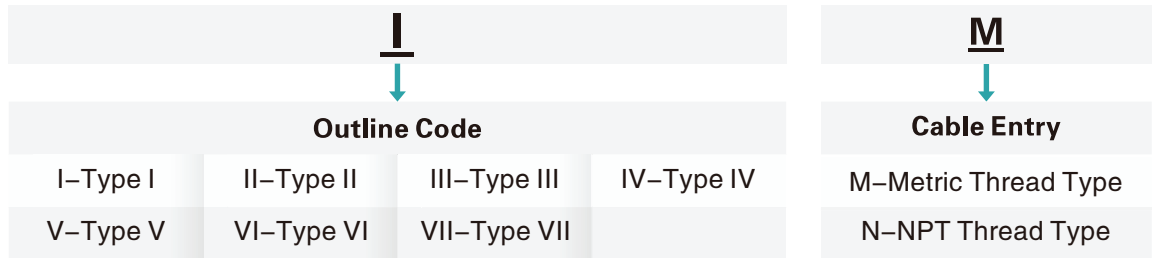 I M
Outline Code Cable Entry
I–Type I II–Type II III–Type III IV–Type IV M–Metric Thread Type
V–Type V VI–Type VI VII–Type VII N–NPT Thread Type